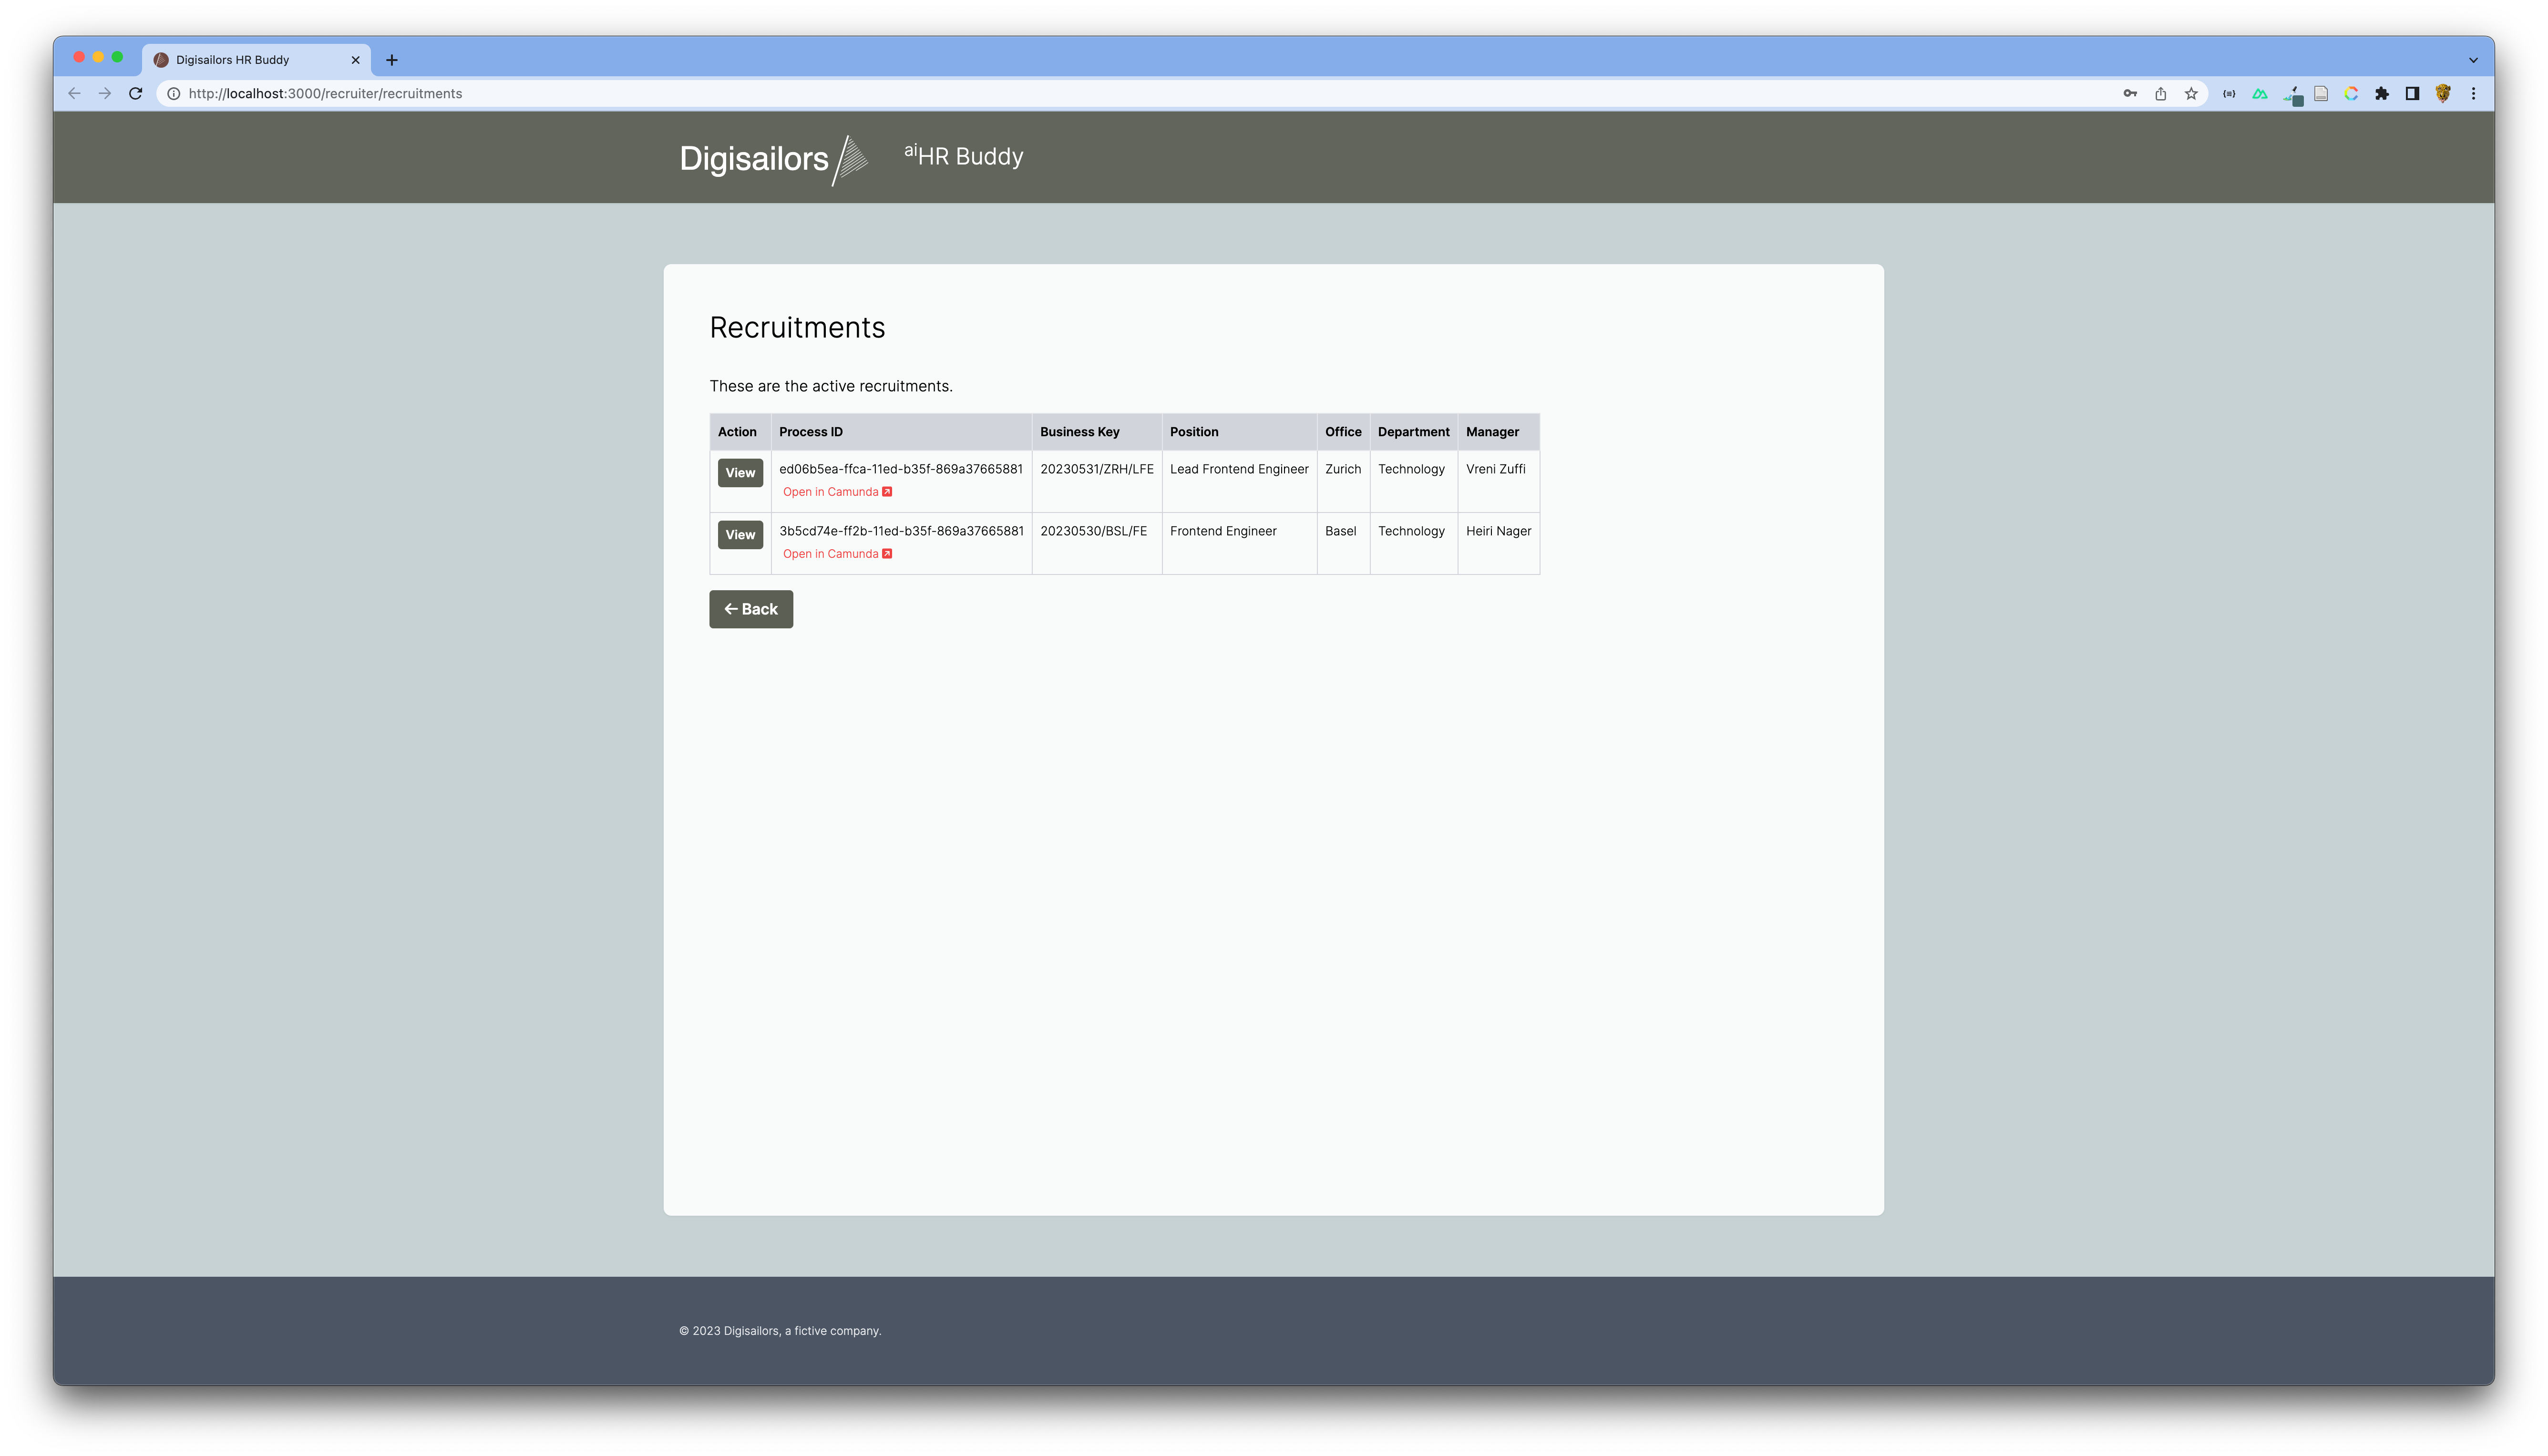 Digisailors HR Buddy
http://localhost:3000/recruiter/recruitments
Digisailors
aiHR Buddy
Recruitments
These are the active recruitments.
Action Process ID Business Key Position Office Department Manager
View ed06b5ea-ffca-11ed-b35f-869a37665881 20230531/ZRH/LFE Lead Frontend Engineer Zurich Technology Vreni Zuffi
Open in Camunda
View 3b5cd74e-ff2b-11ed-b35f-869a37665881 20230530/BSL/FE Frontend Engineer Basel Technology Heiri Nager
Open in Camunda
← Back
© 2023 Digisailors, a fictive company.